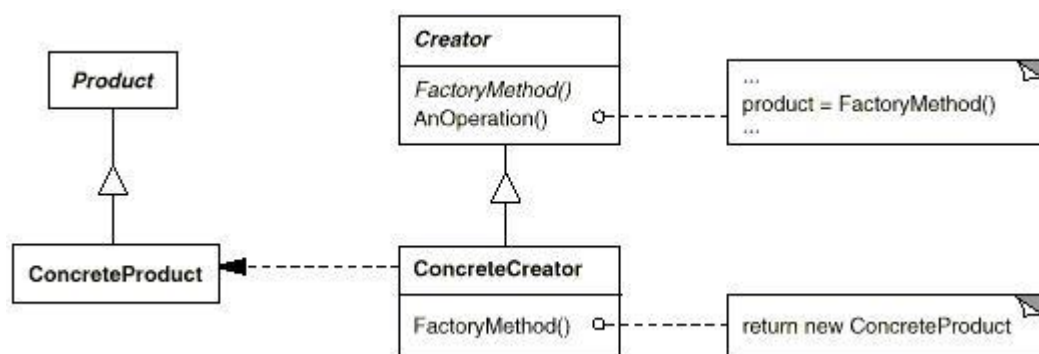 Product
ConcreteProduct
Creator
FactoryMethod()
AnOperation()
...
product = FactoryMethod()
...
ConcreteCreator
FactoryMethod()
return new ConcreteProduct